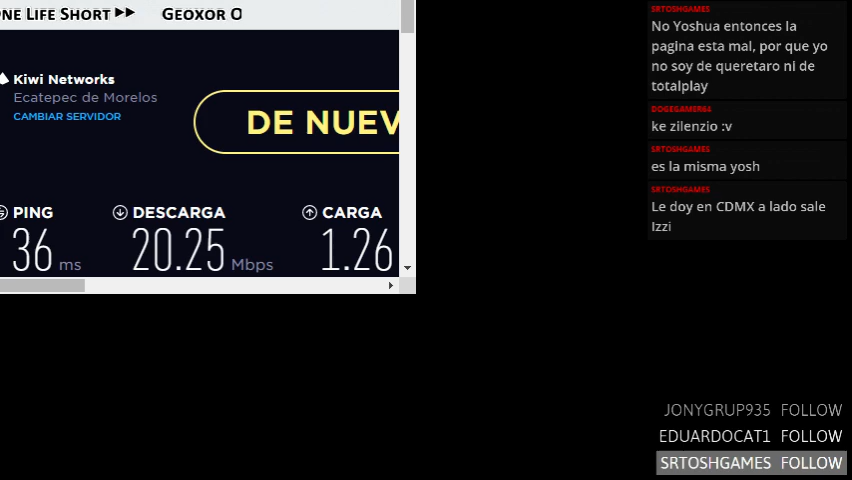 NE LIFE SHORT ▶▶ GEOXOR O
Kiwi Networks
Ecatepec de Morelos
CAMBIAR SERVIDOR
DE NUEV
PING DESCARGA CARGA
36 ms 20.25 Mbps 1.26
SRTOSHGAMES
No Yoshua entonces la
pagina esta mal, por que yo
no soy de queretaro ni de
totalplay
DOGEGAMER64
ke zilenzio :v
SRTOSHGAMES
es la misma yosh
SRTOSHGAMES
Le doy en CDMX a lado sale
Izzi
JONYGRUP935 FOLLOW
EDUARDOCAT1 FOLLOW
SRTOSHGAMES FOLLOW